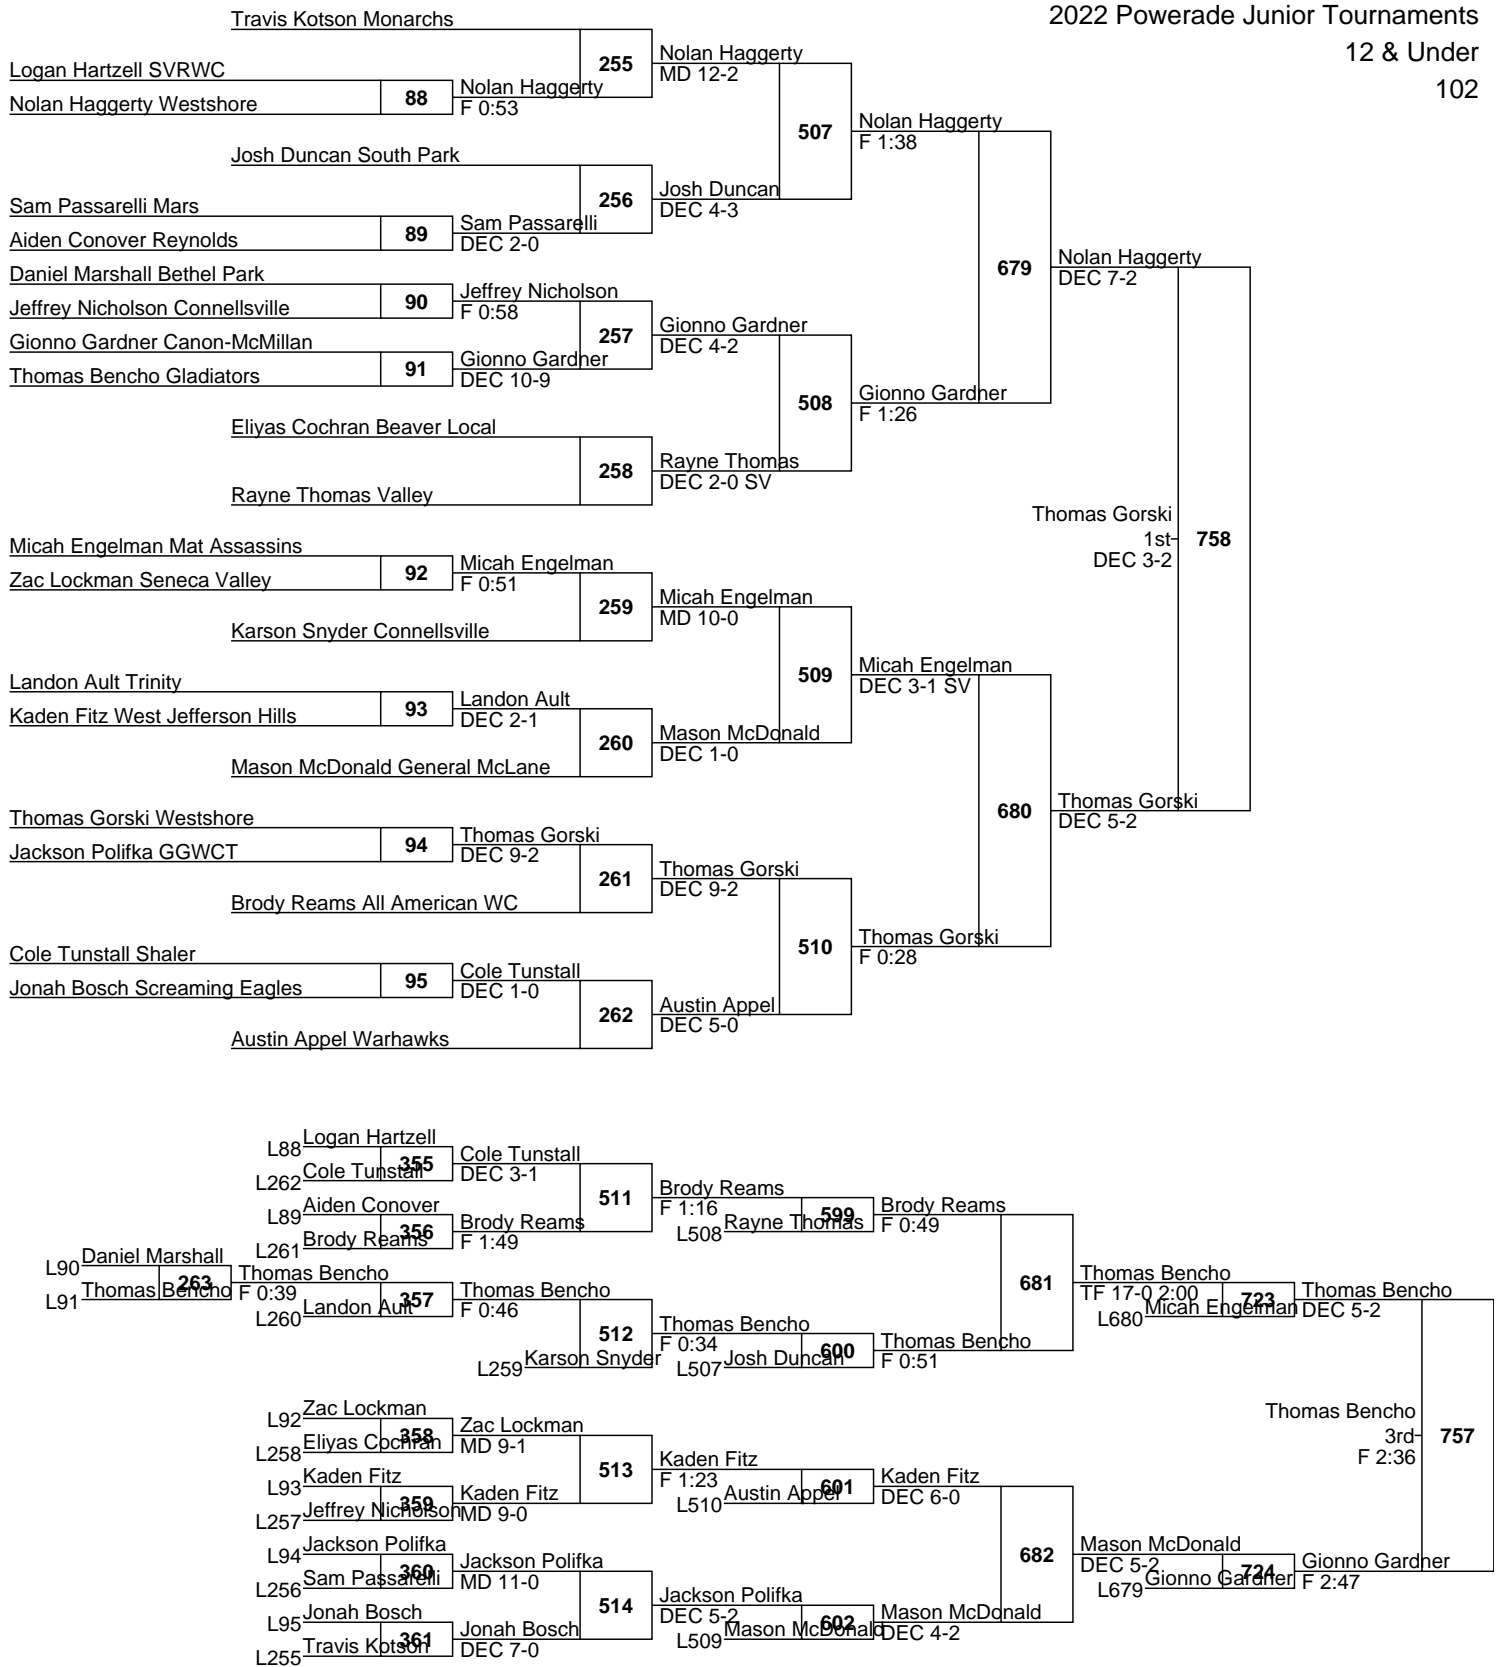 2022 Powerade Junior Tournaments
12 & Under
102
Travis Kotson Monarchs
255
Nolan Haggerty
MD 12-2
Logan Hartzell SVRWC
88
Nolan Haggerty
F 0:53
Nolan Haggerty Westshore
507
Nolan Haggerty
F 1:38
Josh Duncan South Park
256
Josh Duncan
DEC 4-3
Sam Passarelli Mars
89
Sam Passarelli
DEC 2-0
Aiden Conover Reynolds
679
Nolan Haggerty
DEC 7-2
Daniel Marshall Bethel Park
90
Jeffrey Nicholson
F 0:58
Jeffrey Nicholson Connellsville
257
Gionno Gardner
DEC 4-2
Gionno Gardner Canon-McMillan
91
Gionno Gardner
DEC 10-9
Thomas Bencho Gladiators
508
Gionno Gardner
F 1:26
Eliyas Cochran Beaver Local
258
Rayne Thomas
DEC 2-0 SV
Rayne Thomas Valley
Thomas Gorski
1st
DEC 3-2
758
Micah Engelman Mat Assassins
92
Micah Engelman
F 0:51
Zac Lockman Seneca Valley
259
Micah Engelman
MD 10-0
Karson Snyder Connellsville
509
Micah Engelman
DEC 3-1 SV
Landon Ault Trinity
93
Landon Ault
DEC 2-1
Kaden Fitz West Jefferson Hills
260
Mason McDonald
DEC 1-0
Mason McDonald General McLane
680
Thomas Gorski
DEC 5-2
Thomas Gorski Westshore
94
Thomas Gorski
DEC 9-2
Jackson Polifka GGWCT
261
Thomas Gorski
DEC 9-2
Brody Reams All American WC
510
Thomas Gorski
F 0:28
Cole Tunstall Shaler
95
Cole Tunstall
DEC 1-0
Jonah Bosch Screaming Eagles
262
Austin Appel
DEC 5-0
Austin Appel Warhawks
L88 Logan Hartzell
355
Cole Tunstall
DEC 3-1
L262 Cole Tunstall
511
Brody Reams
F 1:16
L89 Aiden Conover
356
Brody Reams
F 1:49
L261 Brody Reams
599
Brody Reams
F 0:49
L508 Rayne Thomas
L90 Daniel Marshall
263
Thomas Bencho
F 0:39
L91 Thomas Bencho
357
Thomas Bencho
F 0:46
L260 Landon Ault
512
Thomas Bencho
F 0:34
L259 Karson Snyder
600
Thomas Bencho
F 0:51
L507 Josh Duncan
681
Thomas Bencho
TF 17-0 2:00
723
Thomas Bencho
DEC 5-2
L680 Micah Engelman
Thomas Bencho
3rd
F 2:36
757
L92 Zac Lockman
358
Zac Lockman
MD 9-1
L258 Eliyas Cochran
513
Kaden Fitz
F 1:23
L93 Kaden Fitz
359
Kaden Fitz
MD 9-0
L257 Jeffrey Nicholson
601
Kaden Fitz
DEC 6-0
L510 Austin Appel
682
Mason McDonald
DEC 5-2
724
Gionno Gardner
F 2:47
L679 Gionno Gardner
L94 Jackson Polifka
360
Jackson Polifka
MD 11-0
L256 Sam Passarelli
514
Jackson Polifka
DEC 5-2
L95 Jonah Bosch
361
Jonah Bosch
DEC 7-0
L255 Travis Kotson
602
Mason McDonald
DEC 4-2
L509 Mason McDonald